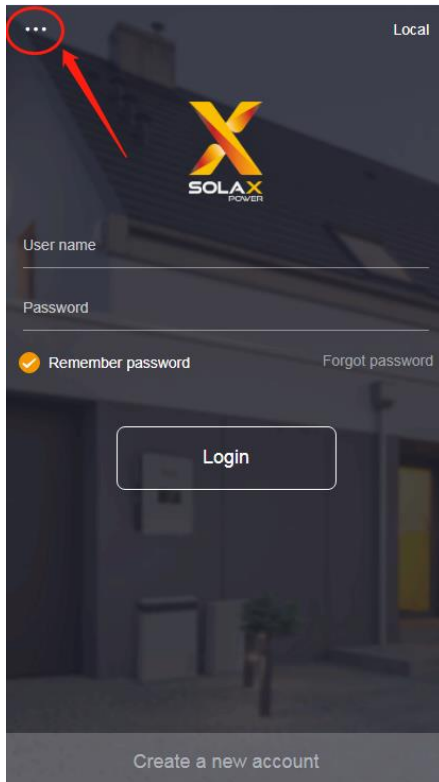 Local
SOLAX
POWER
User name
Password
Remember password
Forgot password
Login
Create a new account